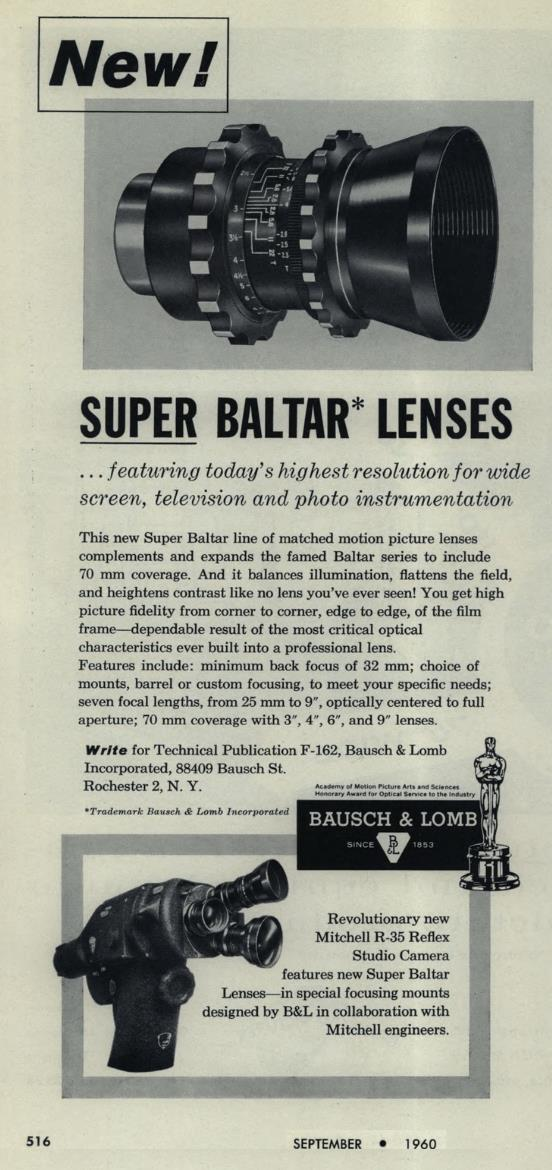 New!
SUPER BALTAR* LENSES
...featuring today's highest resolution for wide
screen, television and photo instrumentation
This new Super Baltar line of matched motion picture lenses
complements and expands the famed Baltar series to include
70 mm coverage. And it balances illumination, flattens the field,
and heightens contrast like no lens you've ever seen! You get high
picture fidelity from corner to corner, edge to edge, of the film
frame—dependable result of the most critical optical
characteristics ever built into a professional lens.
Features include: minimum back focus of 32 mm; choice of
mounts, barrel or custom focusing, to meet your specific needs;
seven focal lengths, from 25 mm to 9″, optically centered to full
aperture; 70 mm coverage with 3″, 4″, 6″, and 9″ lenses.
Write for Technical Publication F-162, Bausch & Lomb
Incorporated, 88409 Bausch St.
Rochester 2, N. Y.
*Trademark Bausch & Lomb Incorporated
Academy of Motion Picture Arts and Sciences
Honorary Award for Optical Service to the Industry
BAUSCH & LOMB
SINCE B&L 1853
Revolutionary new
Mitchell R-35 Reflex
Studio Camera
features new Super Baltar
Lenses—in special focusing mounts
designed by B&L in collaboration with
Mitchell engineers.
516
SEPTEMBER • 1960